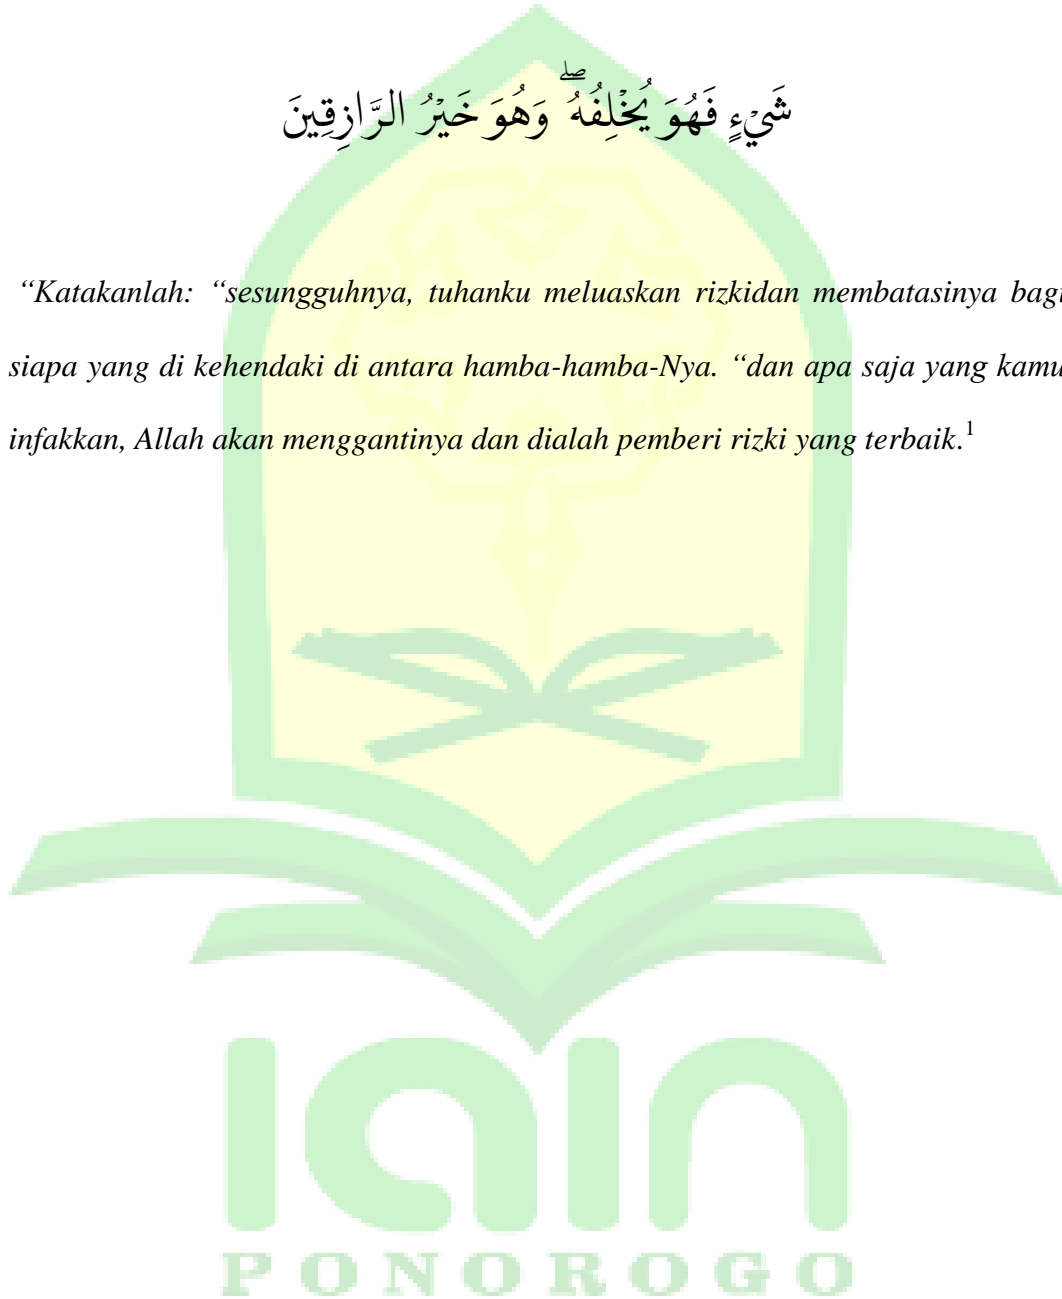 شَيْءٍ فَهُوَ يُخْلِفُهُۥ ۖ وَهُوَ خَيْرُ الرَّازِقِينَ
“Katakanlah: “sesungguhnya, tuhanku meluaskan rizkidan membatasinya bagi
siapa yang di kehendaki di antara hamba-hamba-Nya. “dan apa saja yang kamu
infakkan, Allah akan menggantinya dan dialah pemberi rizki yang terbaik.¹
iain
PONOROGO